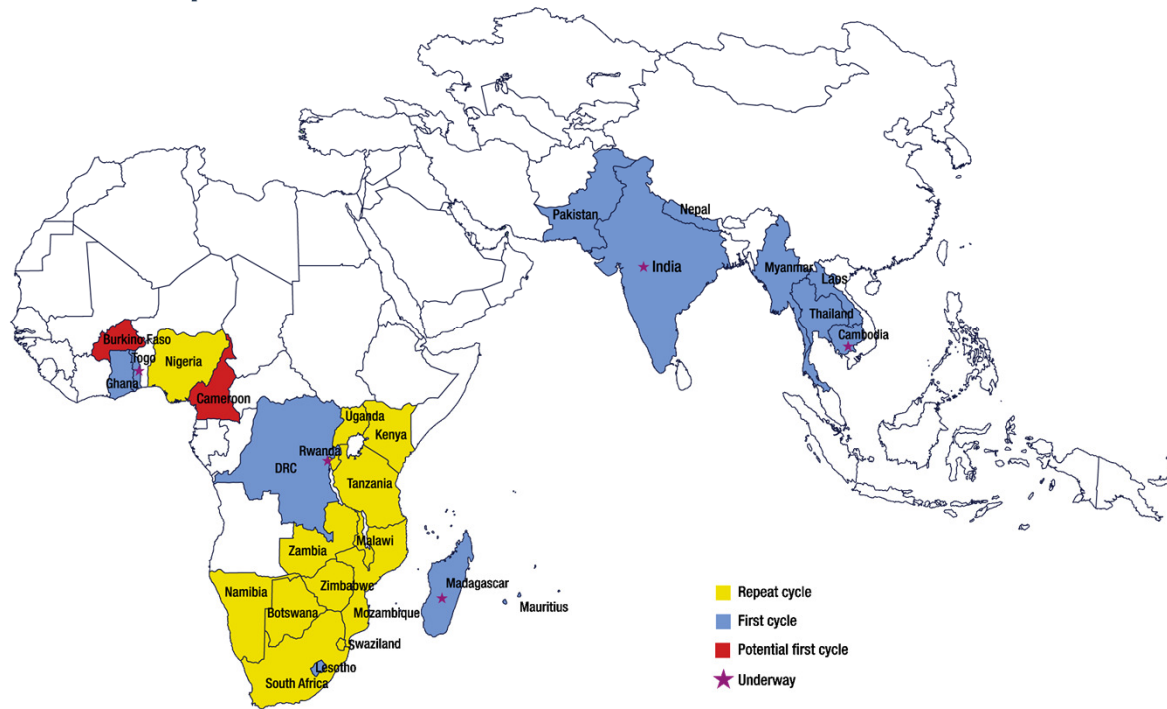 Pakistan
Nepal
India
Myanmar
Laos
Thailand
Cambodia
Burkino Faso
Togo
Nigeria
Ghana
Cameroon
Uganda
Kenya
Rwanda
DRC
Tanzania
Malawi
Zambia
Zimbabwe
Madagascar
Namibia
Botswana
Mozambique
Mauritius
Swaziland
Lesotho
South Africa
Repeat cycle
First cycle
Potential first cycle
Underway